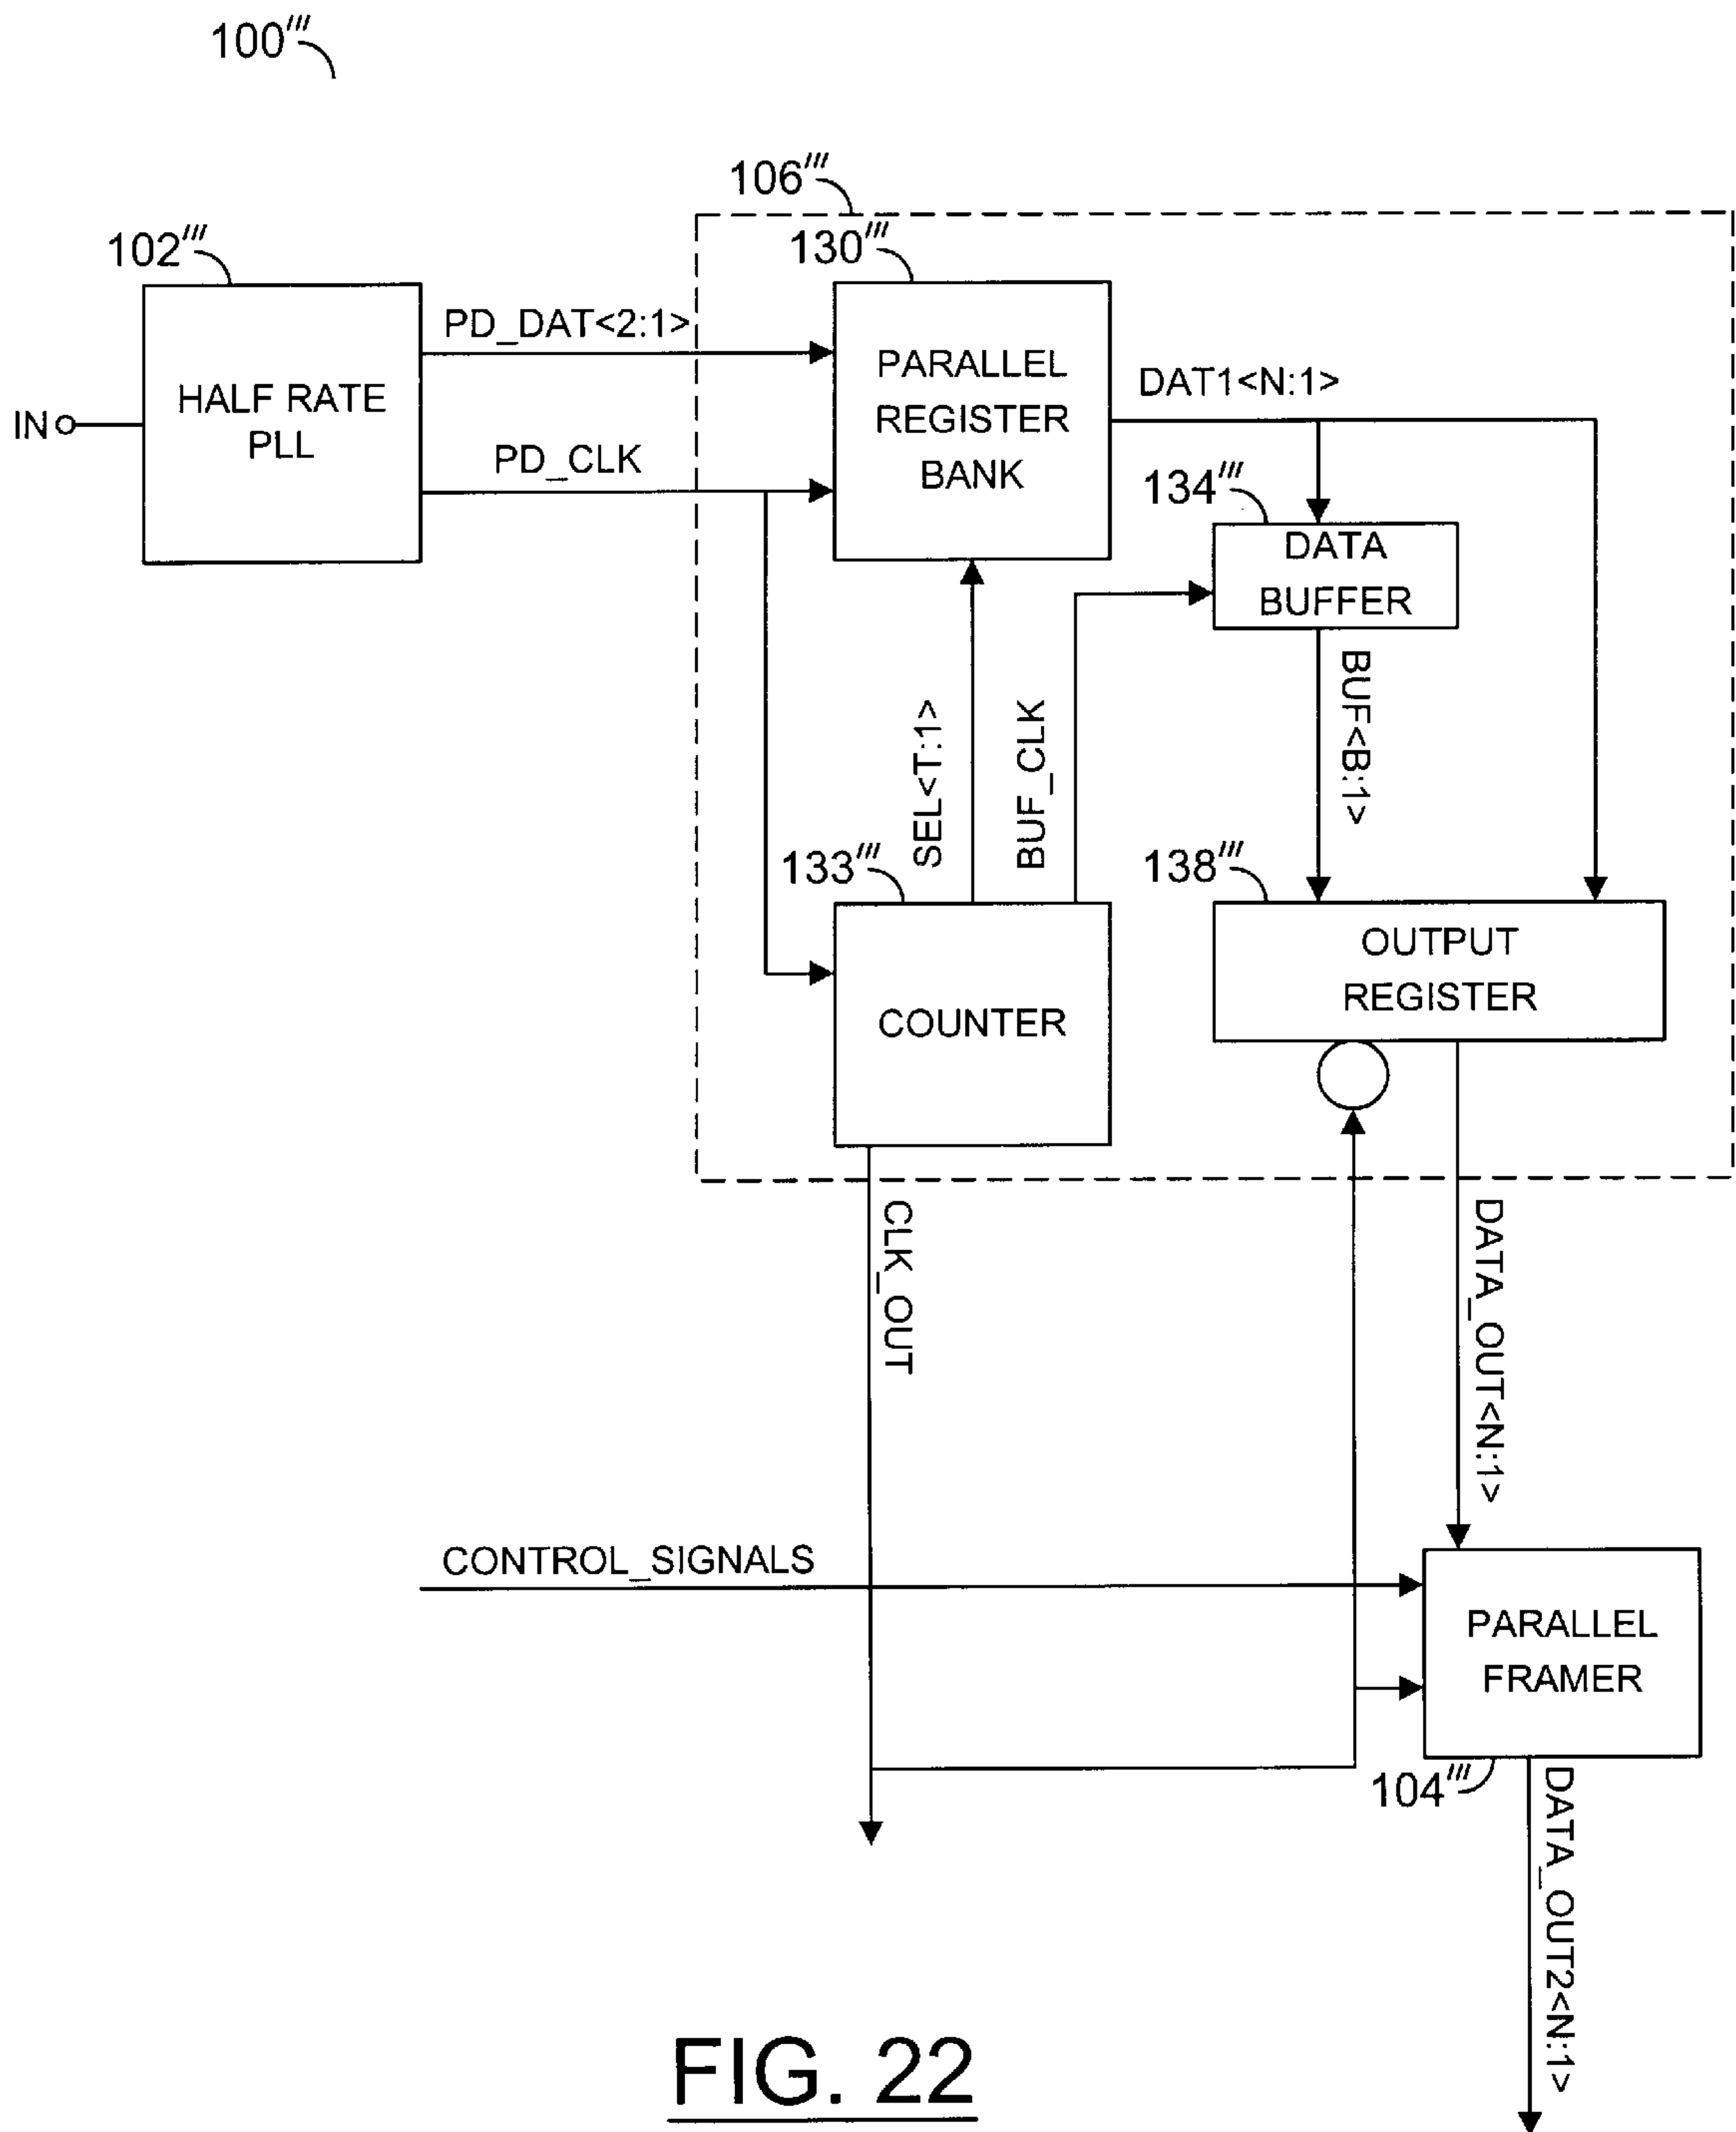 100‴
106‴
102‴
130‴
HALF RATE
PLL
IN
PD_DAT<2:1>
PD_CLK
PARALLEL
REGISTER
BANK
DAT1<N:1>
134‴
DATA
BUFFER
SEL<T:1>
BUF_CLK
BUF<B:1>
133‴
138‴
COUNTER
OUTPUT
REGISTER
CLK_OUT
DATA_OUT<N:1>
CONTROL_SIGNALS
PARALLEL
FRAMER
104‴
DATA_OUT2<N:1>
FIG. 22